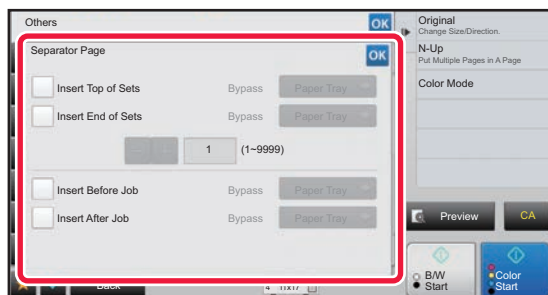 Others
OK
Separator Page
OK
Insert Top of Sets Bypass Paper Tray
Insert End of Sets Bypass Paper Tray
1 (1~9999)
Insert Before Job Bypass Paper Tray
Insert After Job Bypass Paper Tray
Back
4 11x17
Original
Change Size/Direction.
N-Up
Put Multiple Pages in A Page
Color Mode
Preview
CA
B/W
Start
Color
Start